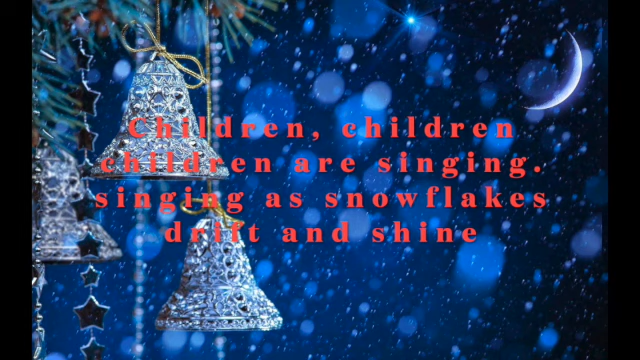 Children, children
children are singing.
singing as snowflakes
drift and shine